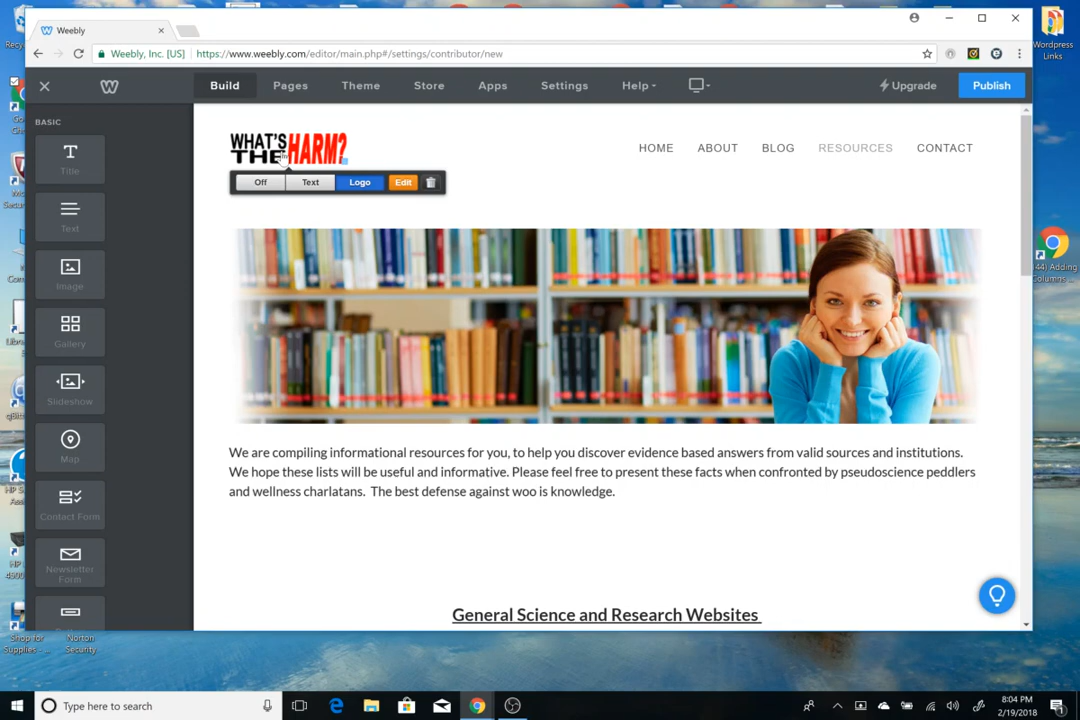 Weebly
Weebly, Inc. [US]
https://www.weebly.com/editor/main.php#/settings/contributor/new
Build
Pages
Theme
Store
Apps
Settings
Help
Upgrade
Publish
BASIC
Title
Text
Image
Gallery
Slideshow
Map
Contact Form
Newsletter
Form
WHAT'S
THE HARM?
HOME
ABOUT
BLOG
RESOURCES
CONTACT
Off
Text
Logo
Edit
We are compiling informational resources for you, to help you discover evidence based answers from valid sources and institutions.
We hope these lists will be useful and informative. Please feel free to present these facts when confronted by pseudoscience peddlers
and wellness charlatans.  The best defense against woo is knowledge.
General Science and Research Websites
Wordpress
Links
Adding
Columns ...
Shop for
Supplies - ...
Norton
Security
Type here to search
8:04 PM
2/19/2018